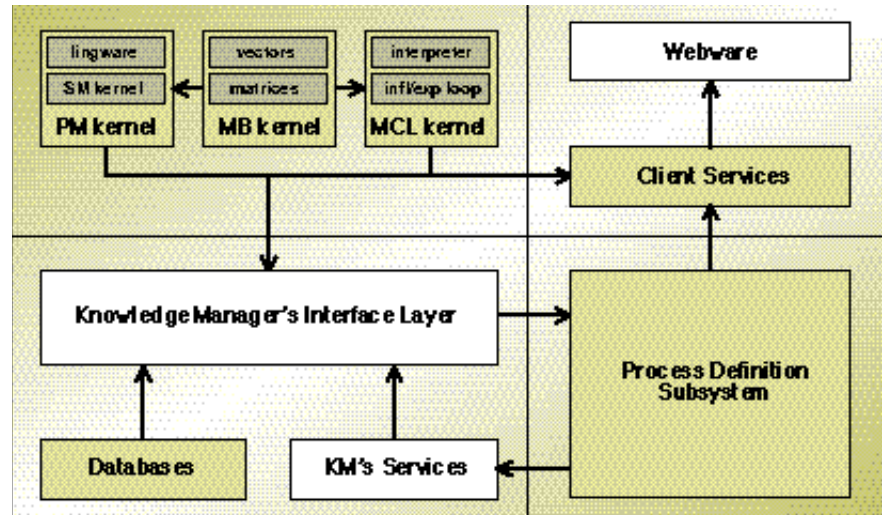 lingware
SM kernel
PM kernel
vectors
matrices
MB kernel
interpreter
infl/exp loop
MCL kernel
Webware
Client Services
Knowledge Manager's Interface Layer
Process Definition
Subsystem
Databases
KM's Services